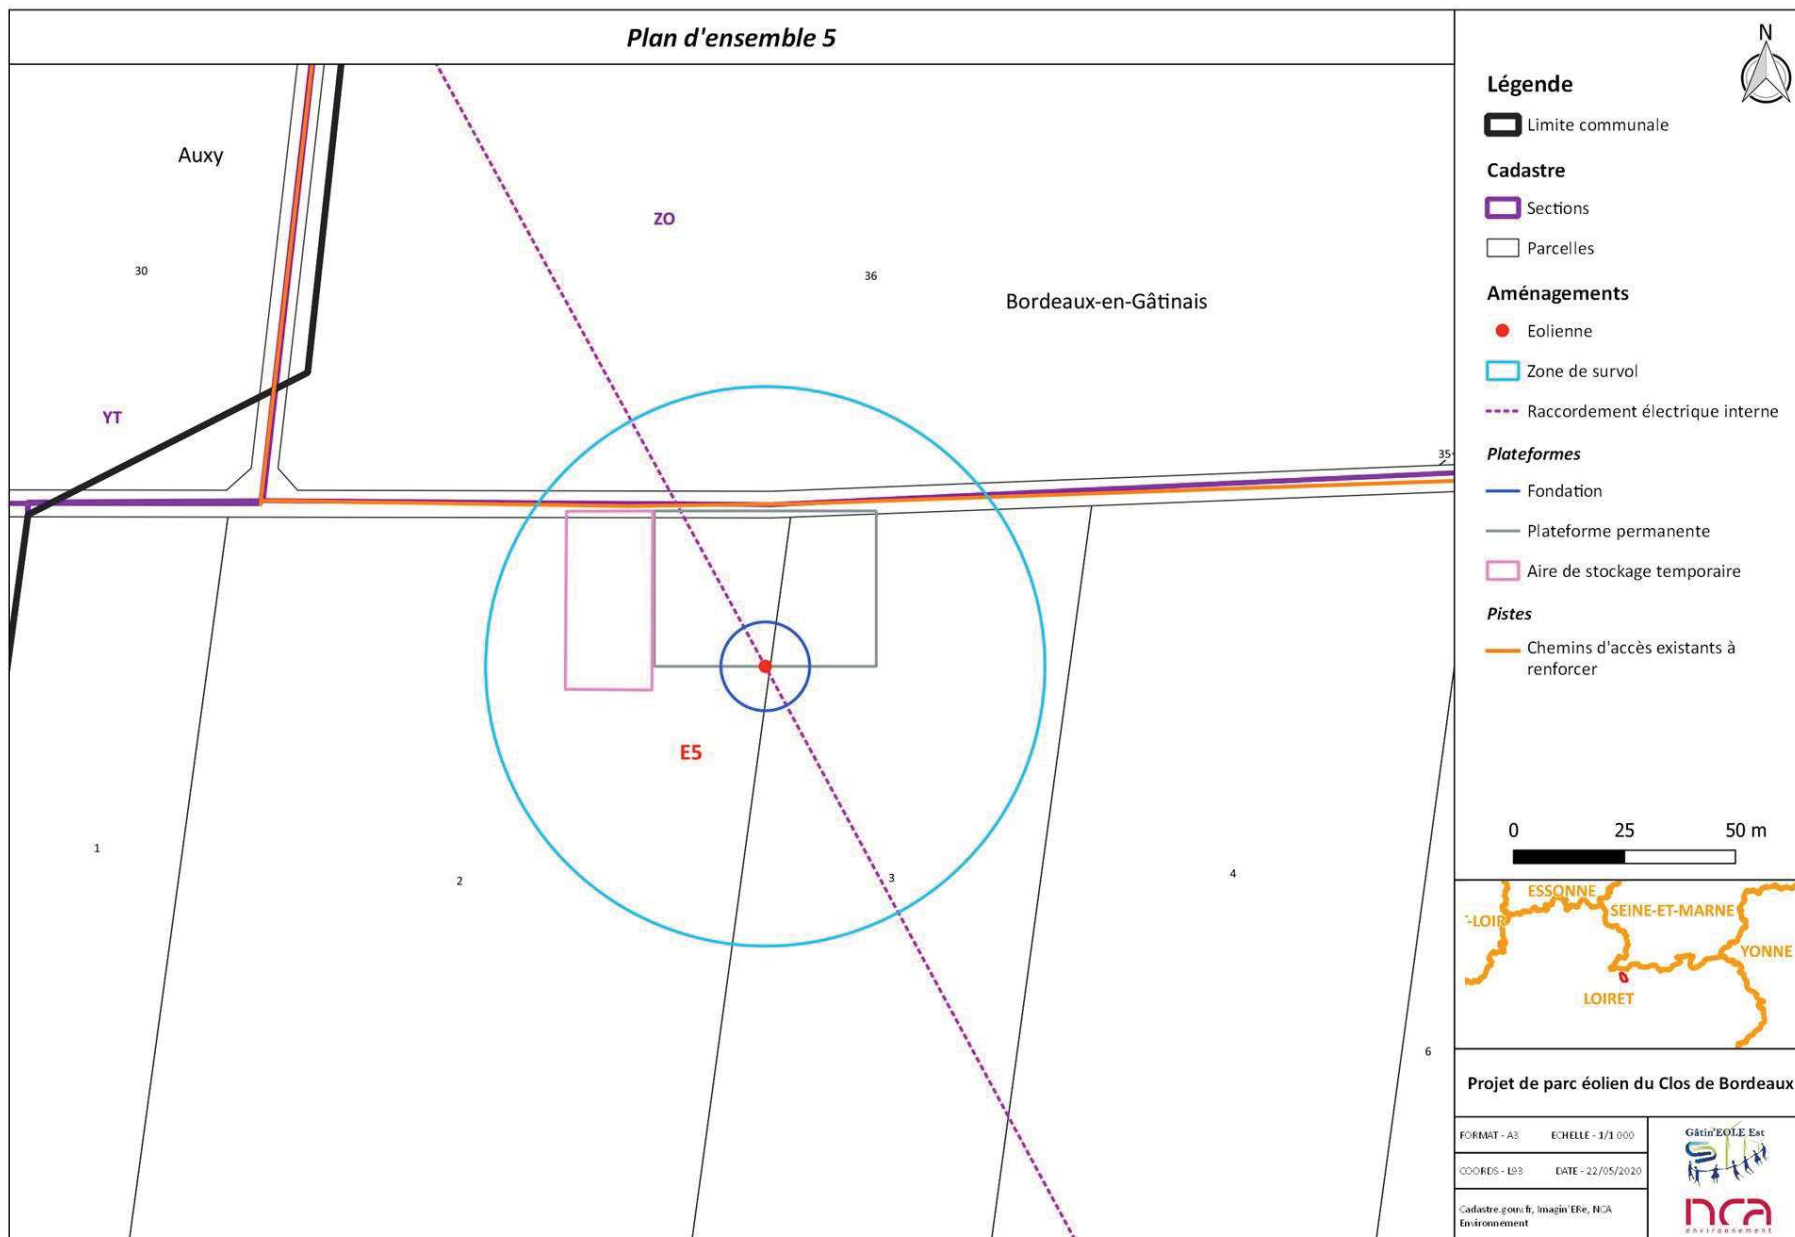 Plan d'ensemble 5
N
Auxy
ZO
30
36
Bordeaux-en-Gâtinais
YT
35
E5
1
2
3
4
6
Légende
Limite communale
Cadastre
Sections
Parcelles
Aménagements
Eolienne
Zone de survol
Raccordement électrique interne
Plateformes
Fondation
Plateforme permanente
Aire de stockage temporaire
Pistes
Chemins d'accès existants à
renforcer
0 25 50 m
ESSONNE
-LOIR
SEINE-ET-MARNE
YONNE
LOIRET
Projet de parc éolien du Clos de Bordeaux
FORMAT - A3 ECHELLE - 1/1 000
COORDS - L93 DATE - 22/05/2020
Cadastre.gouv.fr, Imagin'ERe, NCA
Environnement
Gâtin'EOLE Est
nca
environnement